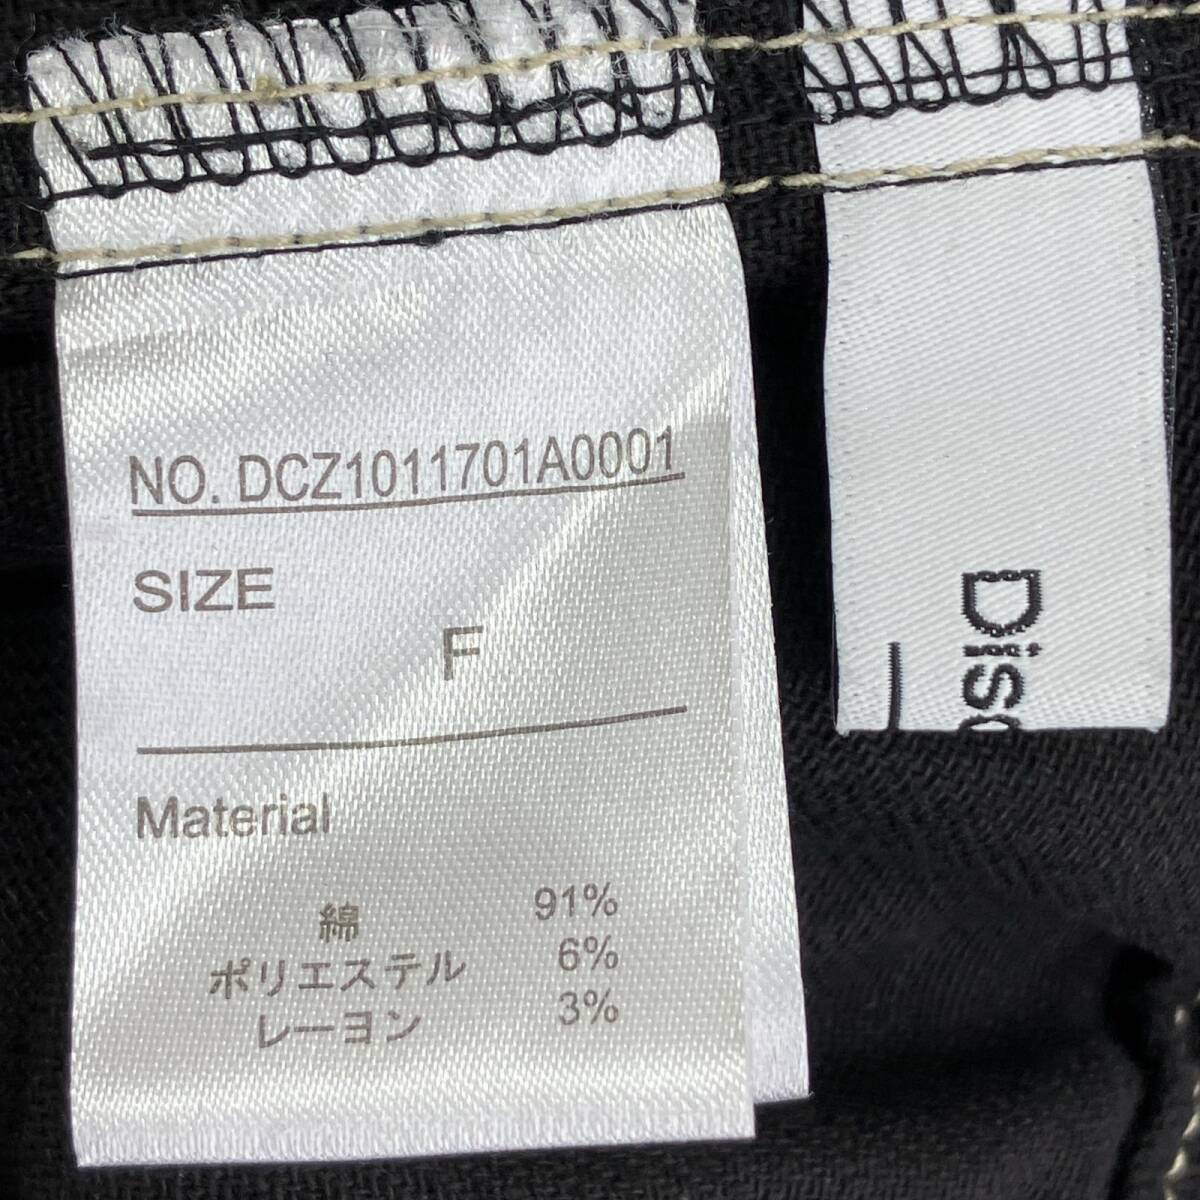 NO. DCZ1011701A0001
SIZE
F
Material
綿 91%
ポリエステル 6%
レーヨン 3%